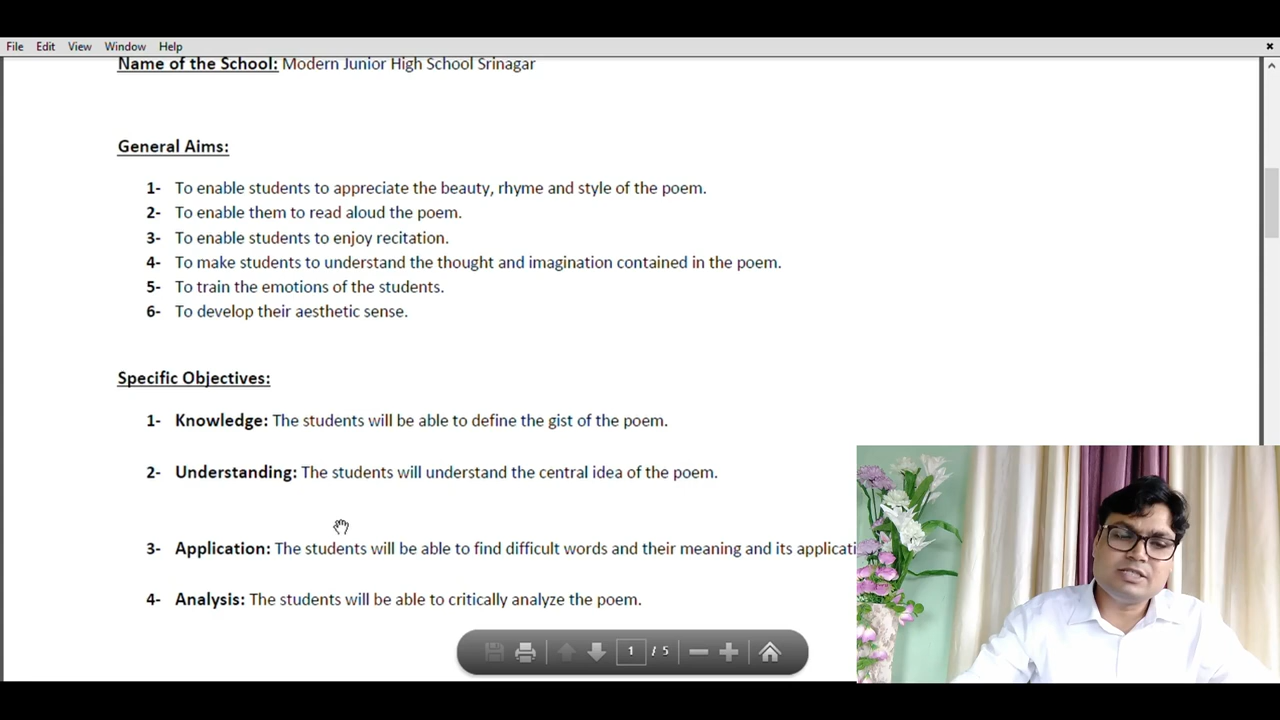 File Edit View Window Help
Name of the School: Modern Junior High School Srinagar
General Aims:
1- To enable students to appreciate the beauty, rhyme and style of the poem.
2- To enable them to read aloud the poem.
3- To enable students to enjoy recitation.
4- To make students to understand the thought and imagination contained in the poem.
5- To train the emotions of the students.
6- To develop their aesthetic sense.
Specific Objectives:
1- Knowledge: The students will be able to define the gist of the poem.
2- Understanding: The students will understand the central idea of the poem.
3- Application: The students will be able to find difficult words and their meaning and its
4- Analysis: The students will be able to critically analyze the poem.
1 / 5